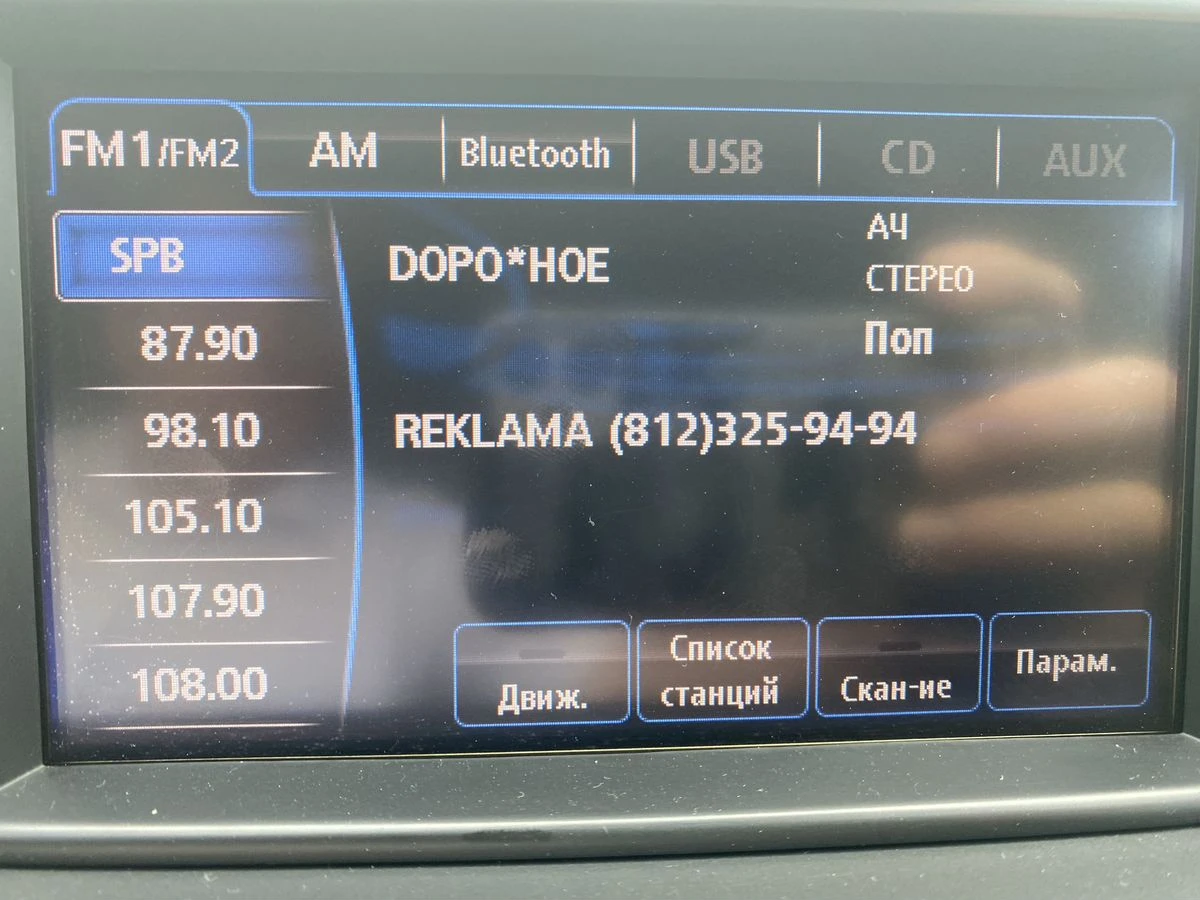 FM1/FM2 AM Bluetooth USB CD AUX
SPB
87.90
98.10
105.10
107.90
108.00
DOPO*HOE
АЧ
СТЕРЕО
Поп
REKLAMA (812)325-94-94
Движ.
Список
станций
Скан-ие
Парам.